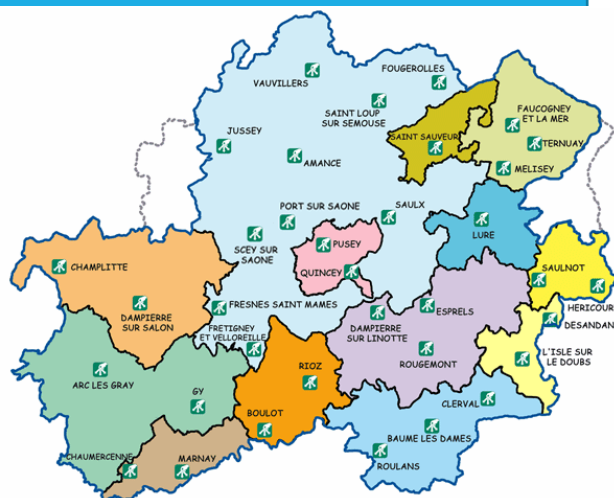 FOUGEROLLES
VAUVILLERS
SAINT LOUP
SUR SEMOUSE
FAUCOGNEY
ET LA MER
JUSSEY
SAINT SAUVEUR
TERNUAY
AMANCE
MELISEY
PORT SUR SAONE
SAULX
LURE
SCEY SUR
SAONE
PUSEY
CHAMPLITTE
QUINCEY
SAULNOT
DAMPIERRE
SUR SALON
FRESNES SAINT MAMES
ESPRELS
HERICOUR
DESANDAN
FRETIGNEY
ET VELLOREILLE
DAMPIERRE
SUR LINOTTE
ROUGEMONT
L'ISLE SUR
LE DOUBS
ARC LES GRAY
RIOZ
GY
CLERVAL
BOULOT
BAUME LES DAMES
CHAUMERCENNE
MARNAY
ROULANS